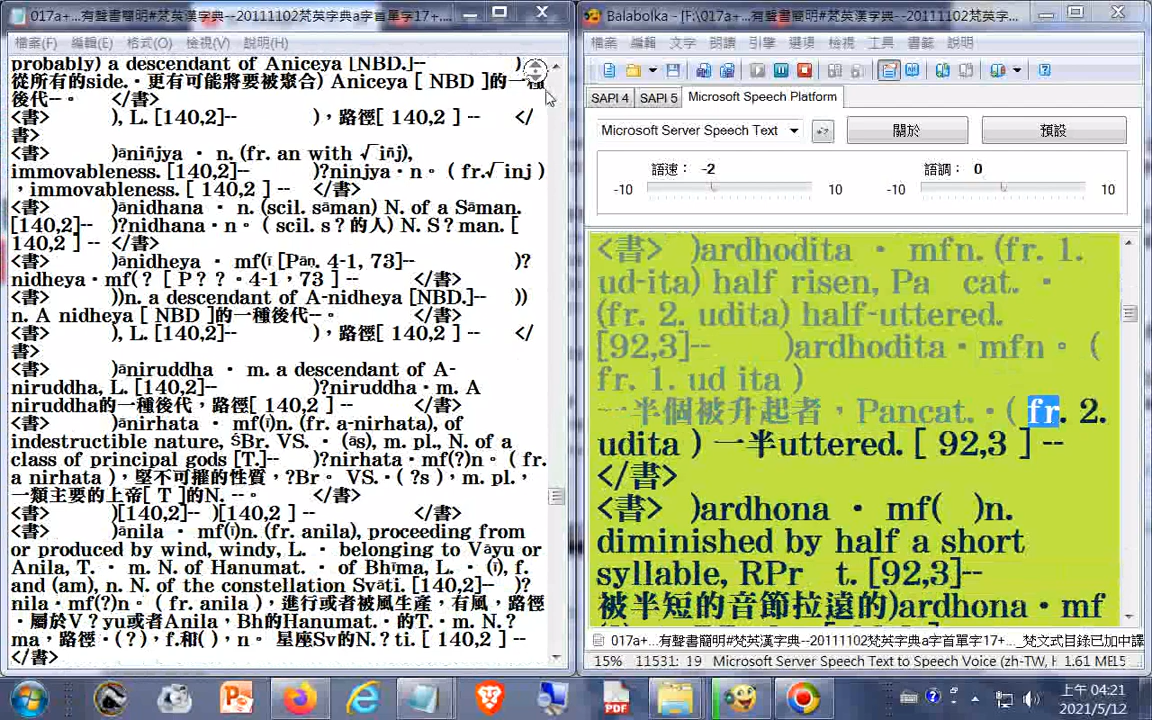 017a+...有聲書簡明#梵英漢字典--20111102梵英字典a字首單字17+...
檔案(F) 編輯(E) 格式(O) 檢視(V) 說明(H)
probably) a descendant of Aniceya [NBD.]-- )
從所有的side.‧更有可能將要被聚合) Aniceya [ NBD ]的一種
後代--。 </書>
<書> ), L. [140,2]-- )，路徑[ 140,2 ] -- </
書>
<書> )āniñjya ‧ n. (fr. an with √iñj),
immovableness. [140,2]-- )?ninjya‧n。 ( fr.√inj )
，immovableness. [ 140,2 ] -- </書>
<書> )ānidhana ‧ n. (scil. sāman) N. of a Sāman.
[140,2]-- )?nidhana‧n。 ( scil. s？的人) N. S？man. [
140,2 ] -- </書>
<書> )ānidheya ‧ mf(ī [Pāṇ. 4-1, 73]-- )?
nidheya‧mf(？ [ P？？。4-1，73 ] -- </書>
<書> ))n. a descendant of A-nidheya [NBD.]-- ))
n. A nidheya [ NBD ]的一種後代--。 </書>
<書> ), L. [140,2]-- )，路徑[ 140,2 ] -- </
書>
<書> )āniruddha ‧ m. a descendant of A-
niruddha, L. [140,2]-- )?niruddha‧m. A
niruddha的一種後代，路徑[ 140,2 ] -- </書>
<書> )ānirhata ‧ mf(ī)n. (fr. a-nirhata), of
indestructible nature, ŚBr. VS. ‧ (ās), m. pl., N. of a
class of principal gods [T.]-- )?nirhata‧mf(?)n。 ( fr.
a nirhata )，堅不可摧的性質，?Br。VS.‧( ?s )，m. pl.，
一類主要的上帝[ T ]的N. --。 </書>
<書> )[140,2]-- )[140,2 ] -- </書>
<書> )ānila ‧ mf(ī)n. (fr. anila), proceeding from
or produced by wind, windy, L. ‧ belonging to Vāyu or
Anila, T. ‧ m. N. of Hanumat. ‧ of Bhīma, L. ‧ (ī), f.
and (am), n. N. of the constellation Svāti. [140,2]-- )?
nila‧mf(?)n。 ( fr. anila )，進行或者被風生產，有風，路徑
‧屬於V？yu或者Anila，Bh的Hanumat. ‧的T.‧m. N.？
ma，路徑‧(？)，f.和( )，n。 星座Sv的N.？ti. [ 140,2 ] --
</書>
Balabolka - [F:\017a+...有聲書簡明#梵英漢字典--20111102梵英字...
檔案 編輯 文字 朗讀 引擎 選項 檢視 工具 書籤 說明
SAPI 4 SAPI 5 Microsoft Speech Platform
Microsoft Server Speech Text 關於 預設
語速： -2 語調： 0
-10 10 -10 10
<書> )ardhodita ‧ mfn. (fr. 1.
ud-ita) half risen, Pa cat. ‧
(fr. 2. udita) half-uttered.
[92,3]-- )ardhodita‧mfn。 (
fr. 1. ud ita )
一半個被升起者，Pancat.‧( fr. 2.
udita ) 一半uttered. [ 92,3 ] --
</書>
<書> )ardhona ‧ mf( )n.
diminished by half a short
syllable, RPr t. [92,3]--
被半短的音節拉遠的)ardhona‧mf
017a+...有聲書簡明#梵英漢字典--20111102梵英字典a字首單字17+..._梵文式目錄已加中譯
15% 11531: 19 Microsoft Server Speech Text to Speech Voice (zh-TW, H 1.61 МБ
上午 04:21
2021/5/12